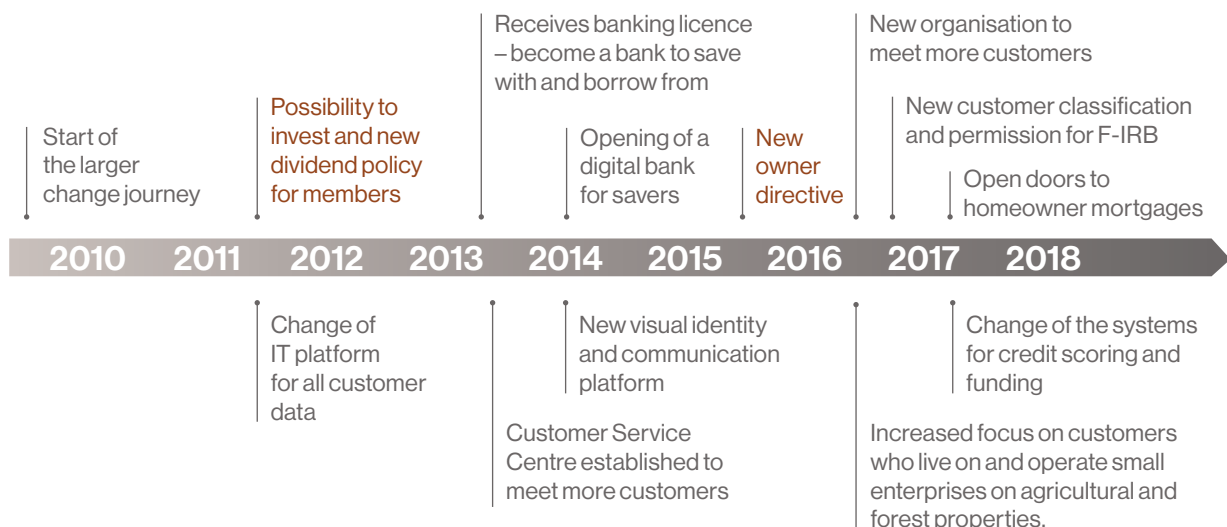 Start of
the larger
change journey
Possibility to
invest and new
dividend policy
for members
Receives banking licence
– become a bank to save
with and borrow from
Opening of a
digital bank
for savers
New
owner
directive
New organisation to
meet more customers
New customer classification
and permission for F-IRB
Open doors to
homeowner mortgages
2010 2011 2012 2013 2014 2015 2016 2017 2018
Change of
IT platform
for all customer
data
Customer Service
Centre established to
meet more customers
New visual identity
and communication
platform
Increased focus on customers
who live on and operate small
enterprises on agricultural and
forest properties.
Change of the systems
for credit scoring and
funding